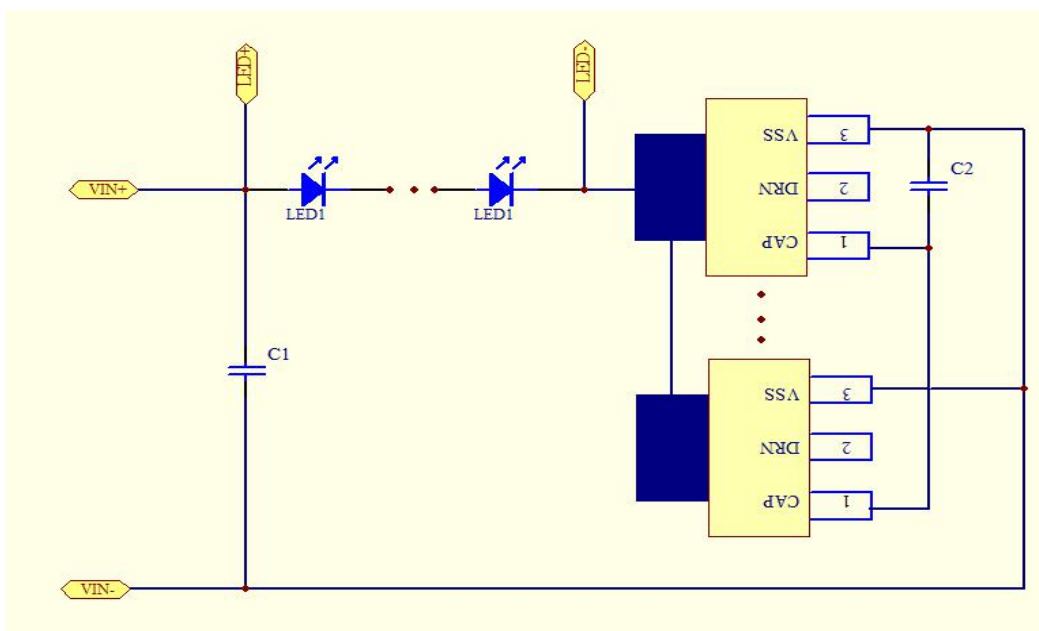 LED+
LED-
VIN+
LED1
LED1
VSS 3
DRN 2
CAP 1
C2
C1
VSS 3
DRN 2
CAP 1
VIN-